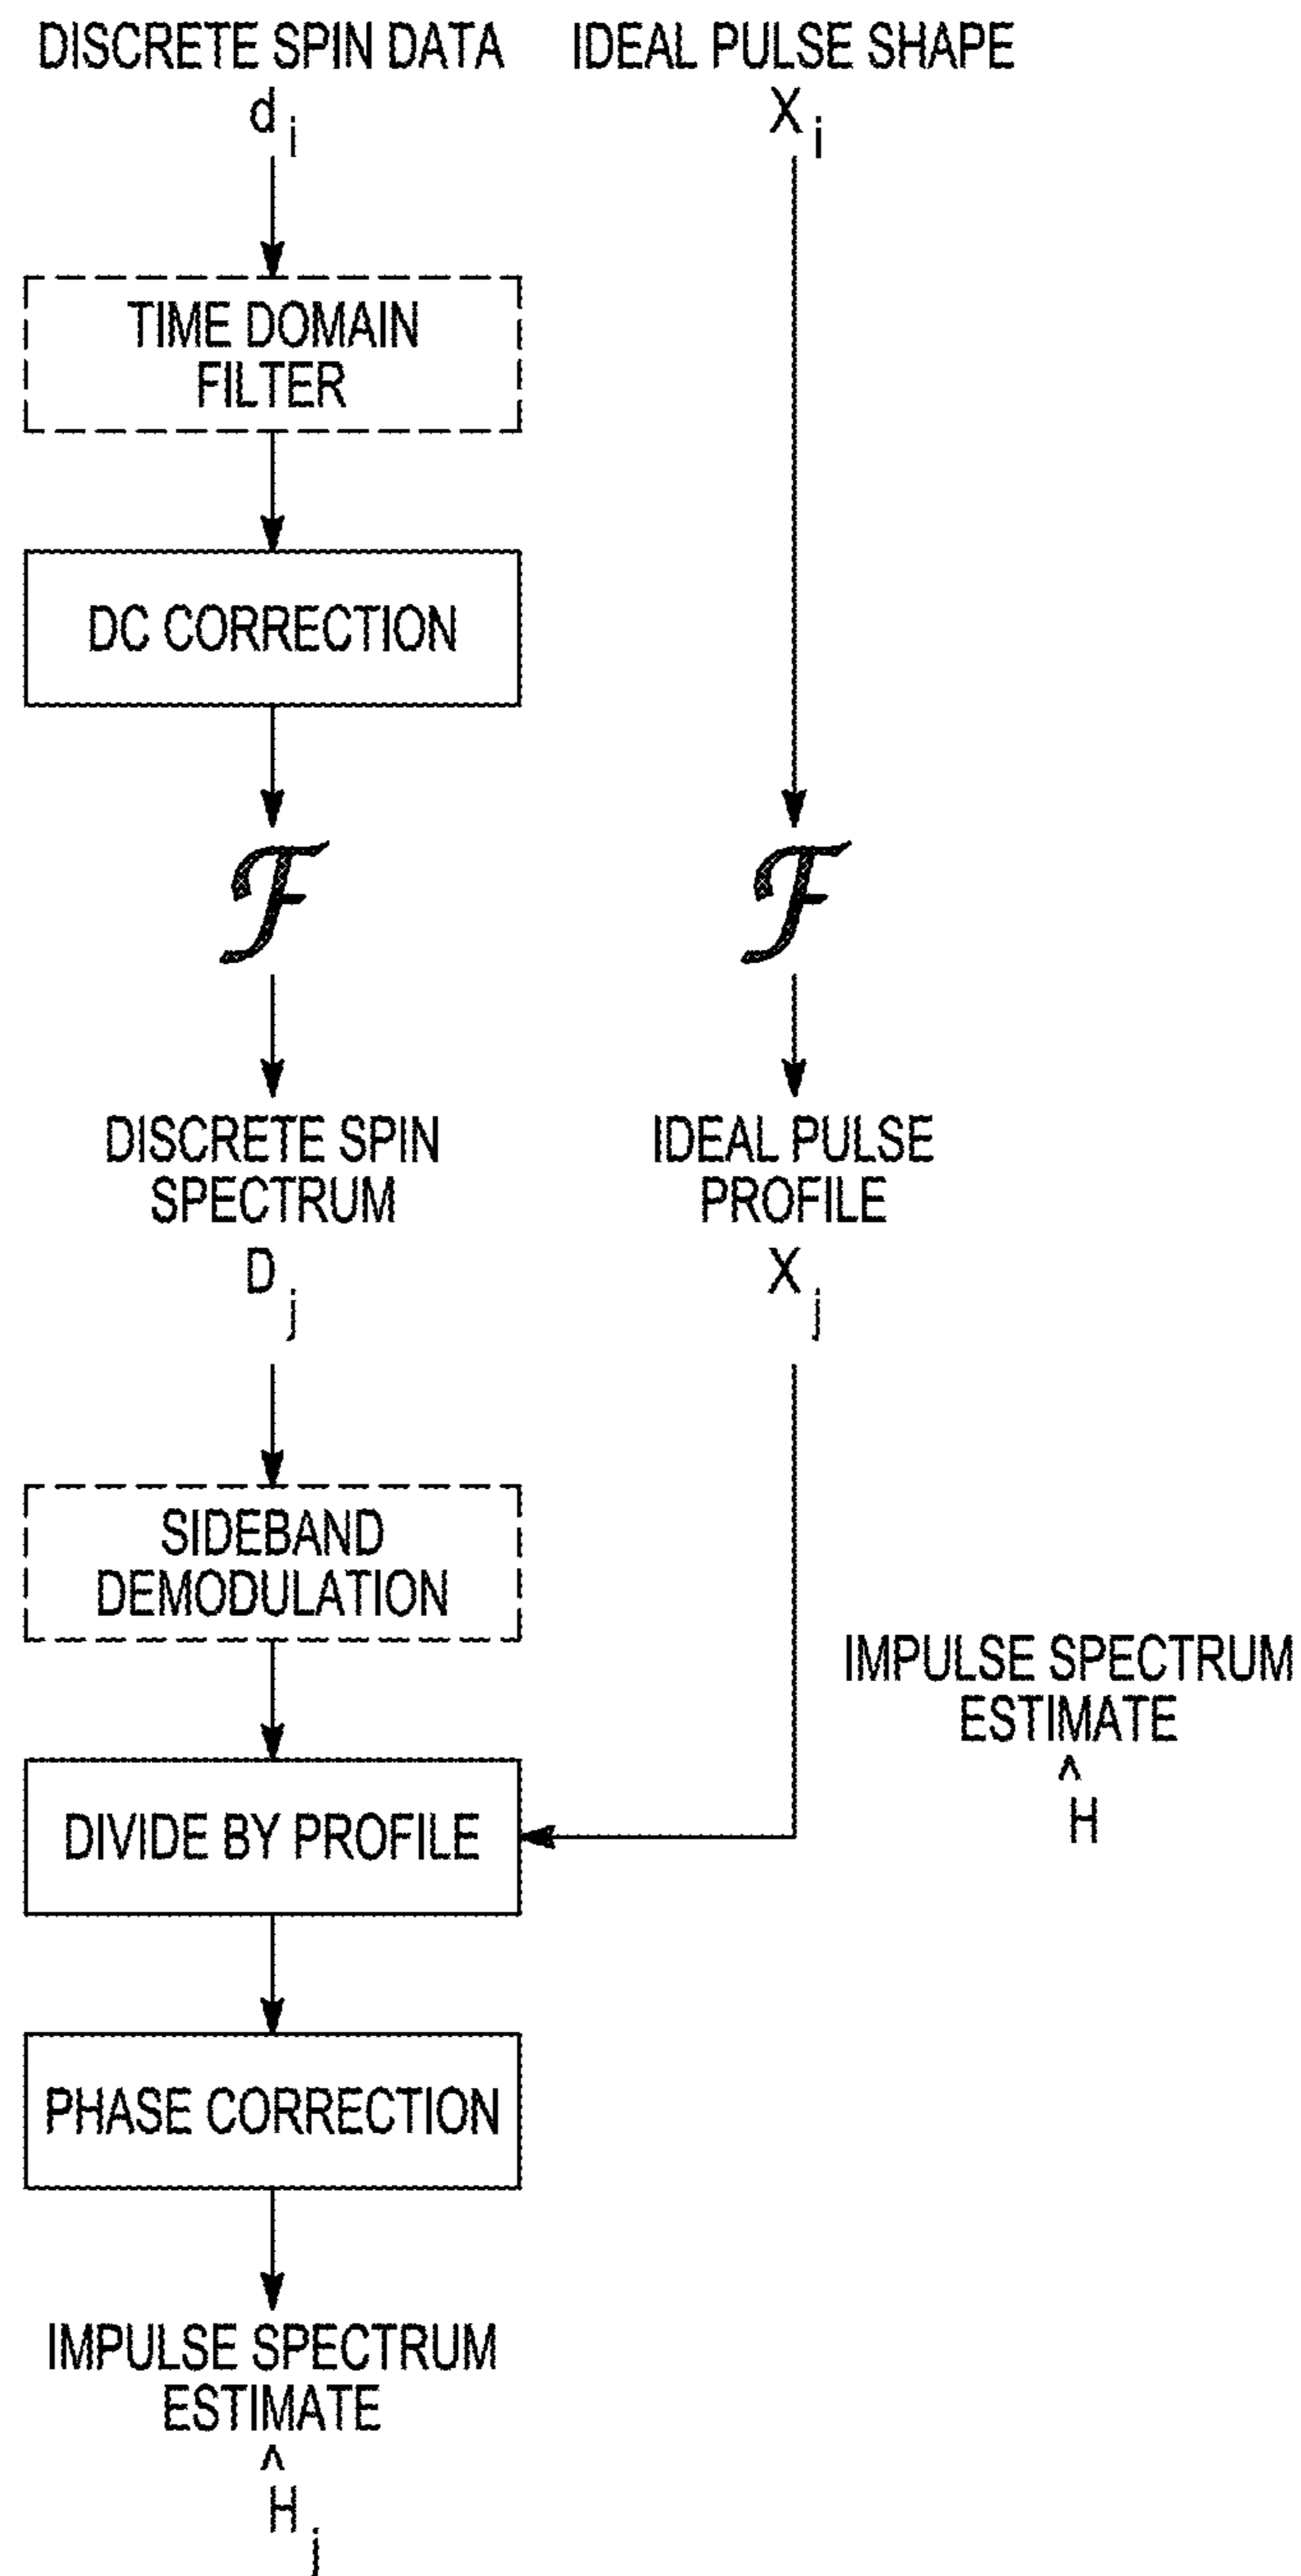 DISCRETE SPIN DATA
d i
IDEAL PULSE SHAPE
X i
TIME DOMAIN
FILTER
DC CORRECTION
ℱ
ℱ
DISCRETE SPIN
SPECTRUM
D j
IDEAL PULSE
PROFILE
X j
SIDEBAND
DEMODULATION
IMPULSE SPECTRUM
ESTIMATE
^
H
DIVIDE BY PROFILE
PHASE CORRECTION
IMPULSE SPECTRUM
ESTIMATE
^
H j